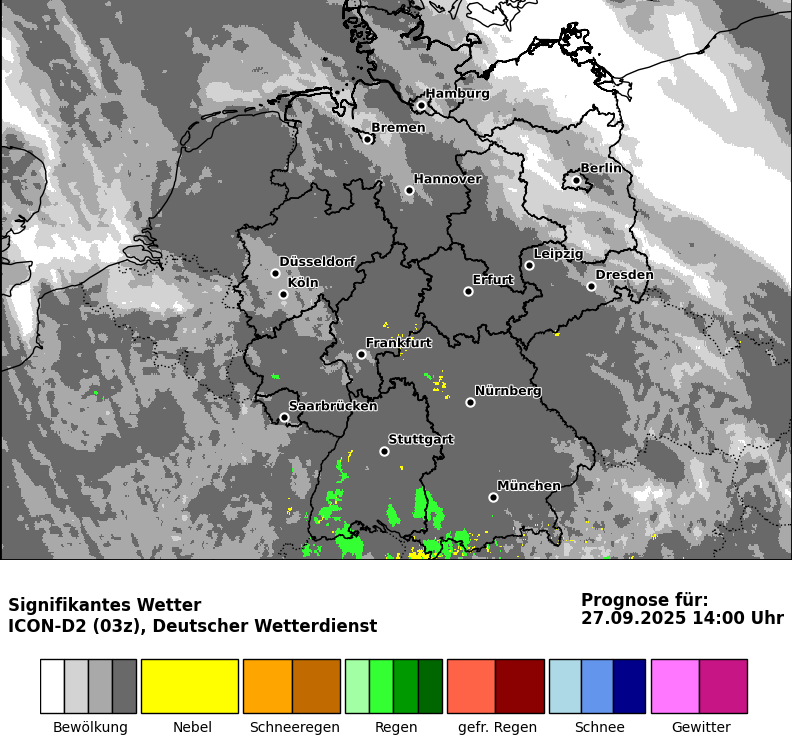 Hamburg
Bremen
Berlin
Hannover
Düsseldorf
Leipzig
Köln
Erfurt
Dresden
Frankfurt
Nürnberg
Saarbrücken
Stuttgart
München
Signifikantes Wetter
ICON-D2 (03z), Deutscher Wetterdienst
Prognose für:
27.09.2025 14:00 Uhr
Bewölkung
Nebel
Schneeregen
Regen
gefr. Regen
Schnee
Gewitter